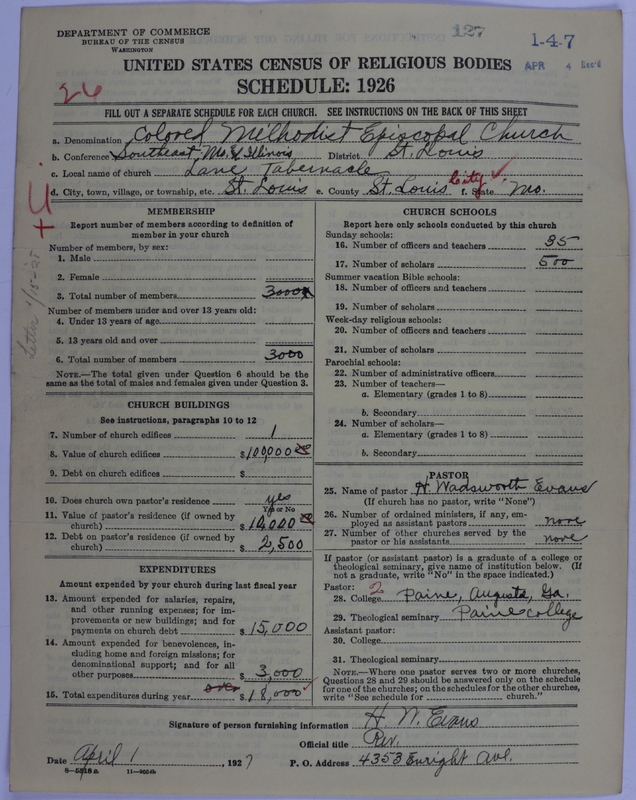 DEPARTMENT OF COMMERCE
BUREAU OF THE CENSUS
WASHINGTON
127
1-4-7
APR 4 Rec'd
UNITED STATES CENSUS OF RELIGIOUS BODIES
SCHEDULE: 1926
26
FILL OUT A SEPARATE SCHEDULE FOR EACH CHURCH. SEE INSTRUCTIONS ON THE BACK OF THIS SHEET
a. Denomination Colored Methodist Episcopal Church
b. Conference Southeast, Mo. & Illinois District St. Louis
c. Local name of church Lane Tabernacle
d. City, town, village, or township, etc. St. Louis e. County St. Louis City f. State Mo.
MEMBERSHIP
Report number of members according to definition of
member in your church
Number of members, by sex:
1. Male
2. Female
3. Total number of members 3000
Number of members under and over 13 years old:
4. Under 13 years of age
5. 13 years old and over
6. Total number of members 3000
NOTE.—The total given under Question 6 should be the
same as the total of males and females given under Question 3.
CHURCH BUILDINGS
See instructions, paragraphs 10 to 12
7. Number of church edifices 1
8. Value of church edifices $100,000
9. Debt on church edifices $
10. Does church own pastor's residence yes
Yes or No
11. Value of pastor's residence (if owned by
church) $10,000
12. Debt on pastor's residence (if owned by
church) $2,500
EXPENDITURES
Amount expended by your church during last fiscal year
13. Amount expended for salaries, repairs,
and other running expenses; for im-
provements or new buildings; and for
payments on church debt $15,000
14. Amount expended for benevolences, in-
cluding home and foreign missions; for
denominational support; and for all
other purposes $3,000
15. Total expenditures during year over $18,000
CHURCH SCHOOLS
Report here only schools conducted by this church
Sunday schools:
16. Number of officers and teachers 35
17. Number of scholars 500
Summer vacation Bible schools:
18. Number of officers and teachers
19. Number of scholars
Week-day religious schools:
20. Number of officers and teachers
21. Number of scholars
Parochial schools:
22. Number of administrative officers
23. Number of teachers—
a. Elementary (grades 1 to 8)
b. Secondary
24. Number of scholars—
a. Elementary (grades 1 to 8)
b. Secondary
PASTOR
25. Name of pastor H. Wadsworth Evans
(If church has no pastor, write "None")
26. Number of ordained ministers, if any, em-
ployed as assistant pastors none
27. Number of other churches served by the
pastor or his assistants none
If pastor (or assistant pastor) is a graduate of a college or
theological seminary, give name of institution below. (If
not a graduate, write "No" in the space indicated.)
Pastor: 2
28. College Paine, Augusta, Ga.
29. Theological seminary Paine College
Assistant pastor:
30. College
31. Theological seminary
NOTE.—Where one pastor serves two or more churches,
Questions 28 and 29 should be answered only on the schedule
for one of the churches; on the schedules for the other churches,
write "See schedule for church."
Signature of person furnishing information H. W. Evans
Official title Rev.
Date April 1, 1927 P. O. Address 4353 Enright Ave.